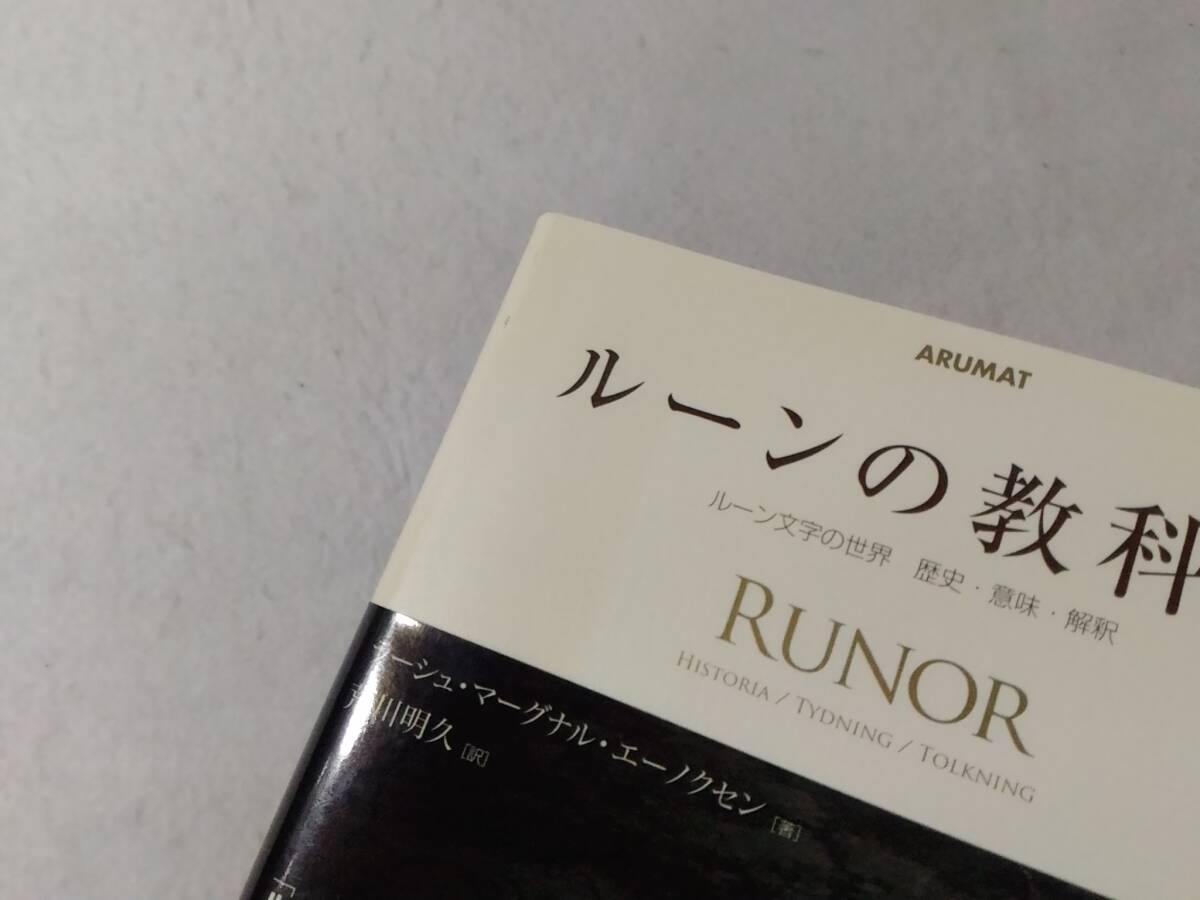 ARUMAT
ルーンの教科
ルーン文字の世界 歴史・意味・解釈
RUNOR
HISTORIA / TYDNING / TOLKNING
ラーシュ・マーグナル・エーノクセン [著]
荒川明久 [訳]